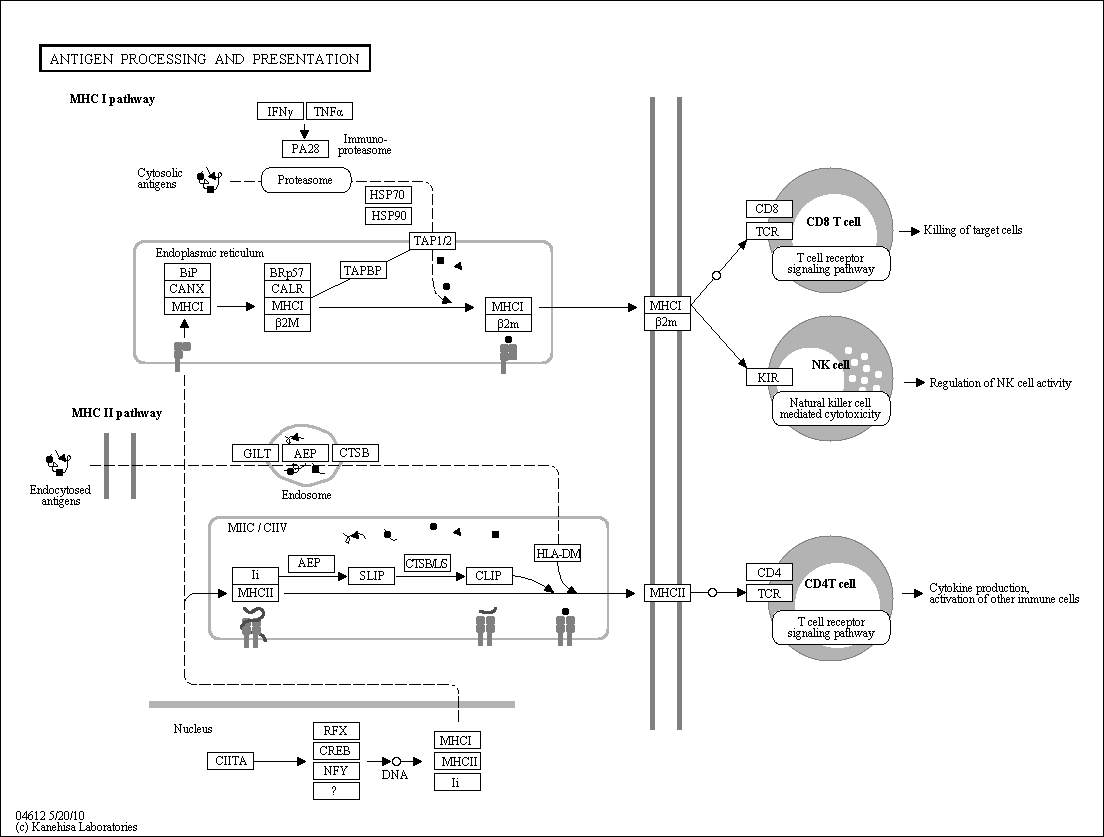 ANTIGEN PROCESSING AND PRESENTATION
MHC I pathway
IFNγ
TNFα
PA28
Immuno-
proteasome
Cytosolic
antigens
Proteasome
HSP70
HSP90
TAP1/2
Endoplasmic reticulum
BiP
CANX
MHCI
BRp57
CALR
MHCI
β2M
TAPBP
MHCI
β2m
MHCI
β2m
CD8
TCR
CD8 T cell
T cell receptor
signaling pathway
Killing of target cells
KIR
NK cell
Natural killer cell
mediated cytotoxicity
Regulation of NK cell activity
MHC II pathway
Endocytosed
antigens
GILT
AEP
CTSB
Endosome
MIIC / CIIV
Ii
MHCII
AEP
SLIP
CTSB/L/S
CLIP
HLA-DM
MHCII
CD4
TCR
CD4T cell
T cell receptor
signaling pathway
Cytokine production,
activation of other immune cells
Nucleus
CIITA
RFX
CREB
NFY
?
DNA
MHCI
MHCII
Ii
04612 5/20/10
(c) Kanehisa Laboratories